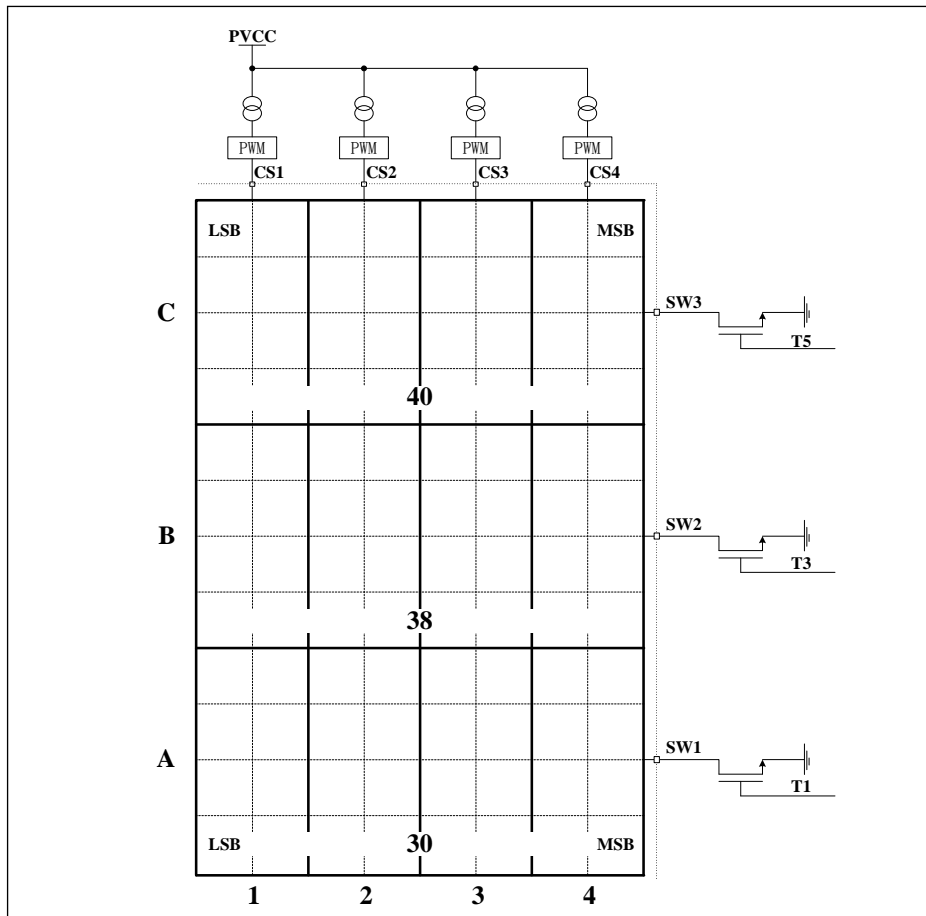 PVCC
PWM PWM PWM PWM
CS1 CS2 CS3 CS4
LSB MSB
C
SW3
T5
40
B
SW2
T3
38
A
SW1
T1
LSB 30 MSB
1 2 3 4